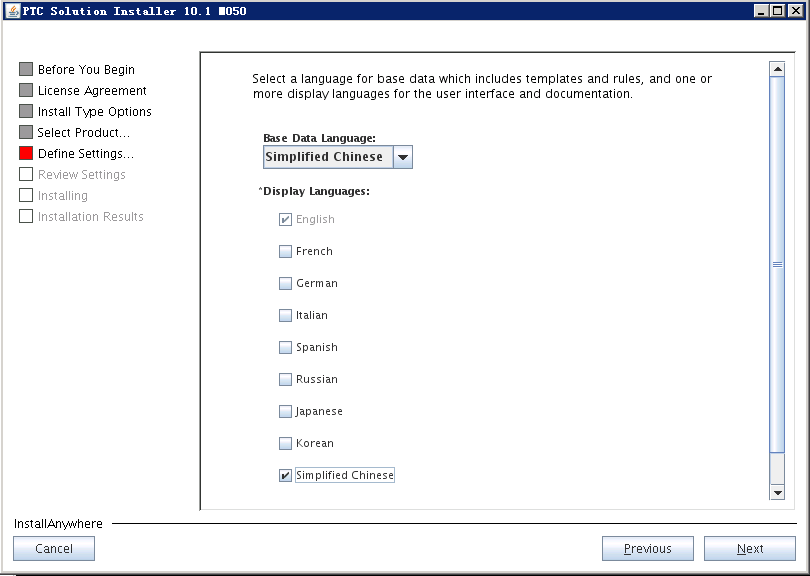 PTC Solution Installer 10.1 M050
Before You Begin
License Agreement
Install Type Options
Select Product...
Define Settings...
Review Settings
Installing
Installation Results
Select a language for base data which includes templates and rules, and one or
more display languages for the user interface and documentation.
Base Data Language:
Simplified Chinese
*Display Languages:
English
French
German
Italian
Spanish
Russian
Japanese
Korean
Simplified Chinese
InstallAnywhere
Cancel
Previous
Next